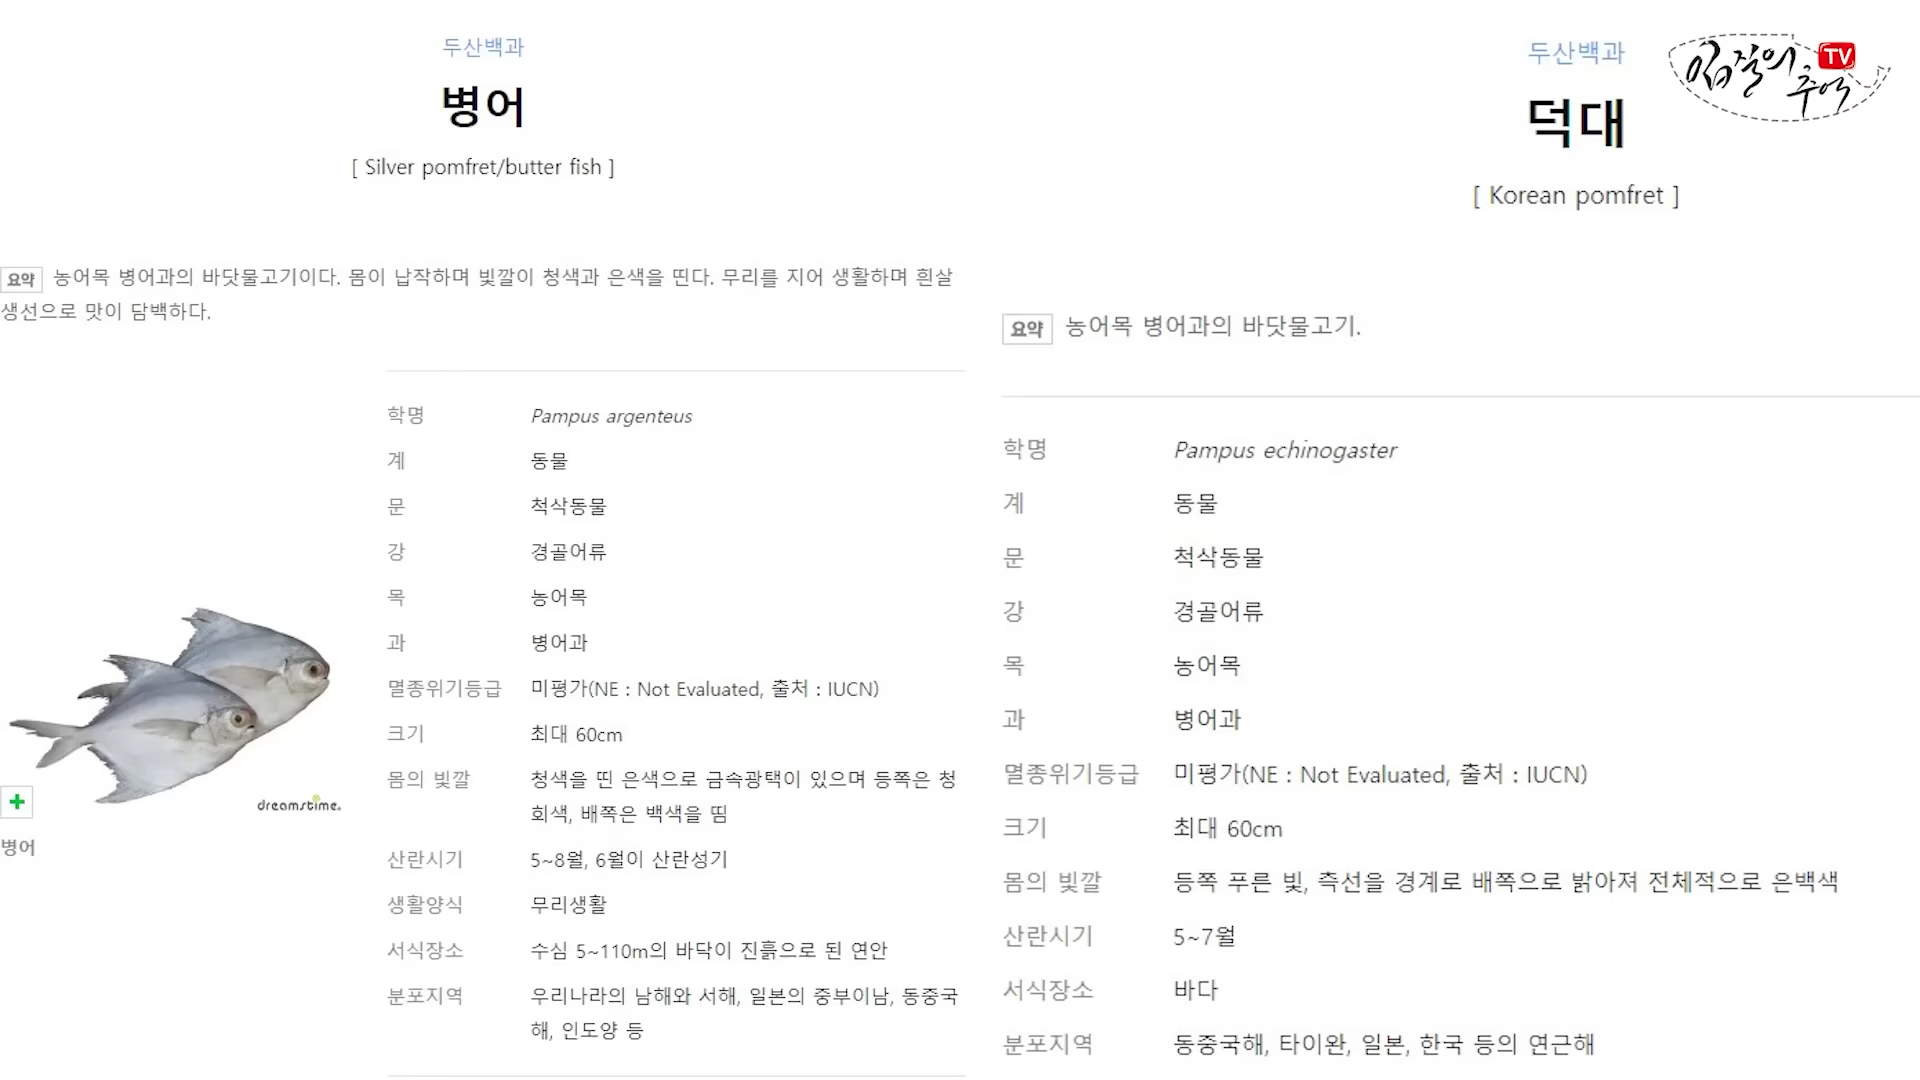 두산백과
병어
[ Silver pomfret/butter fish ]
요약 농어목 병어과의 바닷물고기이다. 몸이 납작하며 빛깔이 청색과 은색을 띤다. 무리를 지어 생활하며 흰살
생선으로 맛이 담백하다.
학명 Pampus argenteus
계 동물
문 척삭동물
강 경골어류
목 농어목
과 병어과
멸종위기등급 미평가(NE : Not Evaluated, 출처 : IUCN)
크기 최대 60cm
몸의 빛깔 청색을 띤 은색으로 금속광택이 있으며 등쪽은 청
회색, 배쪽은 백색을 띰
산란시기 5~8월, 6월이 산란성기
생활양식 무리생활
서식장소 수심 5~110m의 바닥이 진흙으로 된 연안
분포지역 우리나라의 남해와 서해, 일본의 중부이남, 동중국
해, 인도양 등
dreamstime.
병어
입질의 추억 TV
두산백과
덕대
[ Korean pomfret ]
요약 농어목 병어과의 바닷물고기.
학명 Pampus echinogaster
계 동물
문 척삭동물
강 경골어류
목 농어목
과 병어과
멸종위기등급 미평가(NE : Not Evaluated, 출처 : IUCN)
크기 최대 60cm
몸의 빛깔 등쪽 푸른 빛, 측선을 경계로 배쪽으로 밝아져 전체적으로 은백색
산란시기 5~7월
서식장소 바다
분포지역 동중국해, 타이완, 일본, 한국 등의 연근해